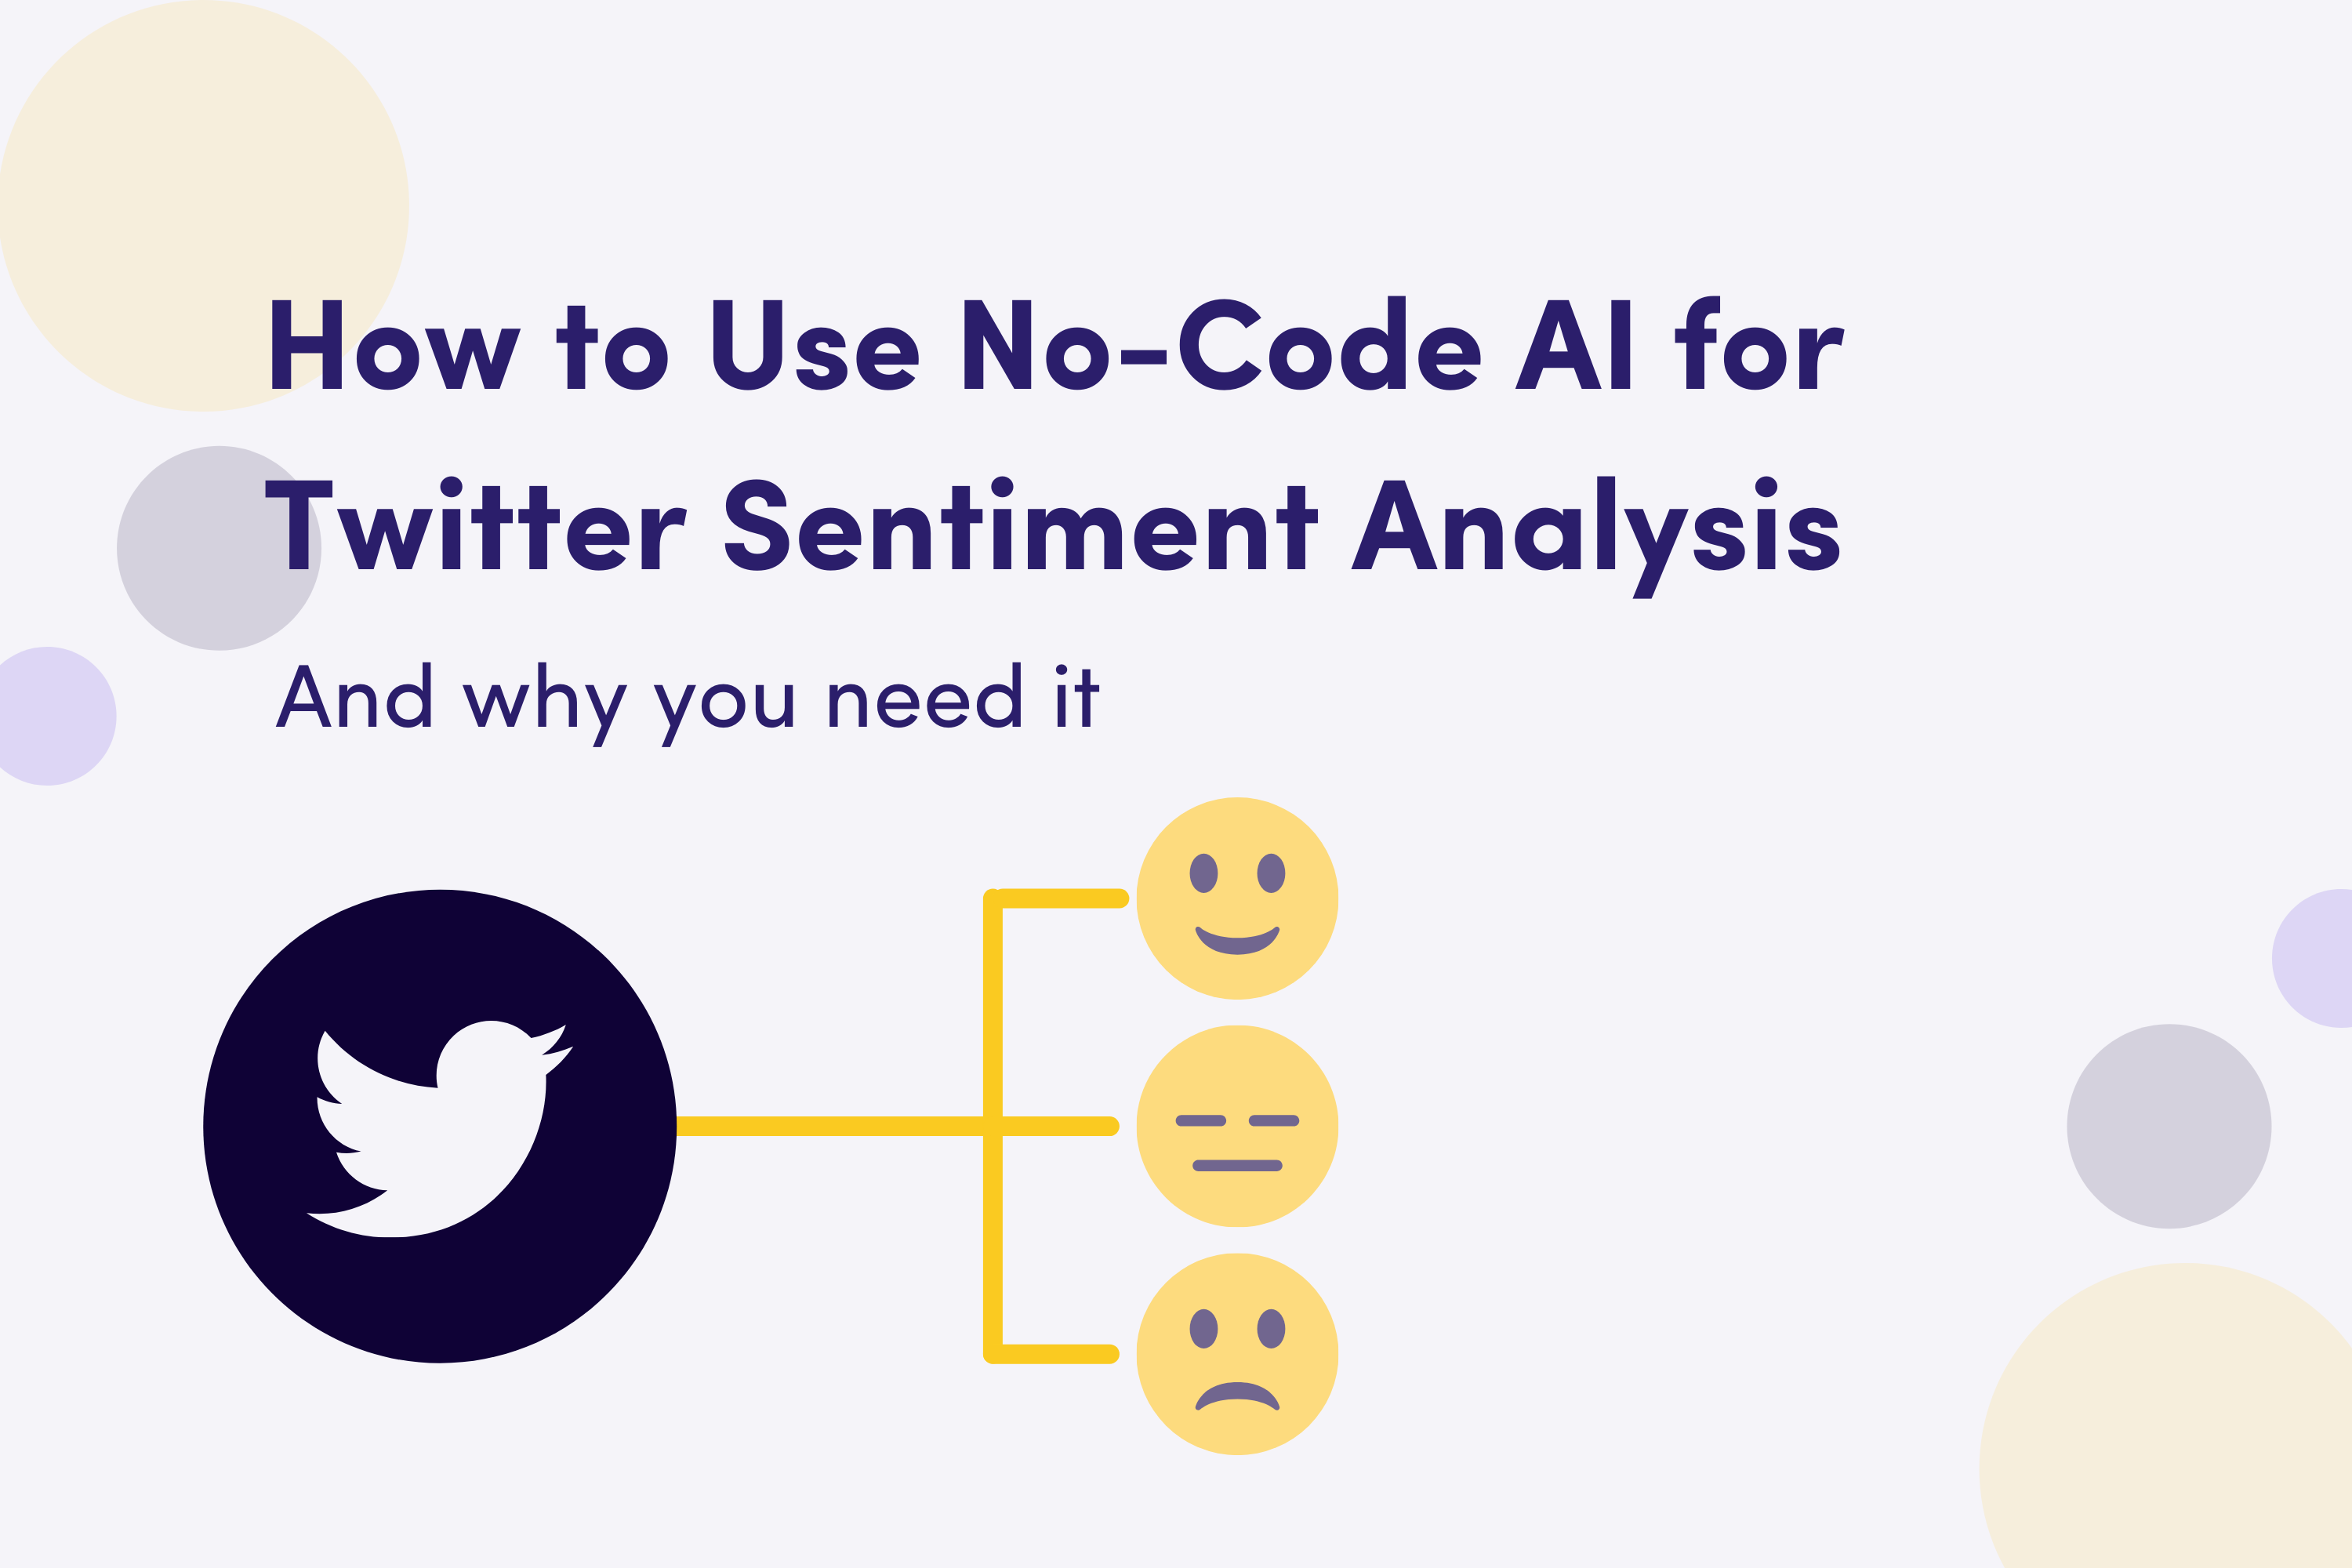 How to Use No-Code AI for
Twitter Sentiment Analysis
And why you need it